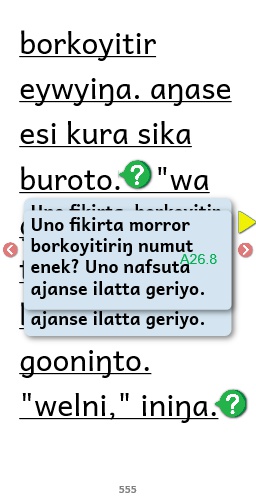 borkoyitir
eywyiŋa. aŋase
esi kura sika
buroto. ? "wa
Uno fikirta morror
borkoyitiriŋ numut
enek? Uno nafsuta
A26.8
ajanse ilatta geriyo.
ajanse ilatta geriyo.
gooniŋto.
"welni," iniŋa. ?
555